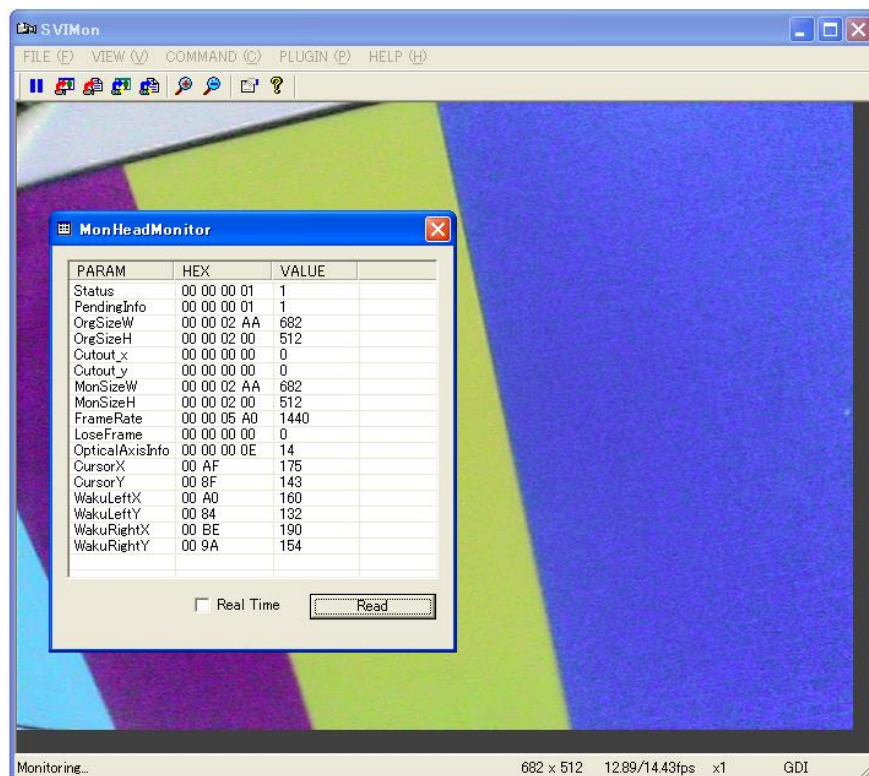 SVIMon
FILE (F) VIEW (V) COMMAND (C) PLUGIN (P) HELP (H)
MonHeadMonitor
PARAM HEX VALUE
Status 00 00 00 01 1
PendingInfo 00 00 00 01 1
OrgSizeW 00 00 02 AA 682
OrgSizeH 00 00 02 00 512
Cutout_x 00 00 00 00 0
Cutout_y 00 00 00 00 0
MonSizeW 00 00 02 AA 682
MonSizeH 00 00 02 00 512
FrameRate 00 00 05 A0 1440
LoseFrame 00 00 00 00 0
OpticalAxisInfo 00 00 00 0E 14
CursorX 00 AF 175
CursorY 00 8F 143
WakuLeftX 00 A0 160
WakuLeftY 00 84 132
WakuRightX 00 BE 190
WakuRightY 00 9A 154
Real Time Read
Monitoring... 682 x 512 12.89/14.43fps x1 GDI